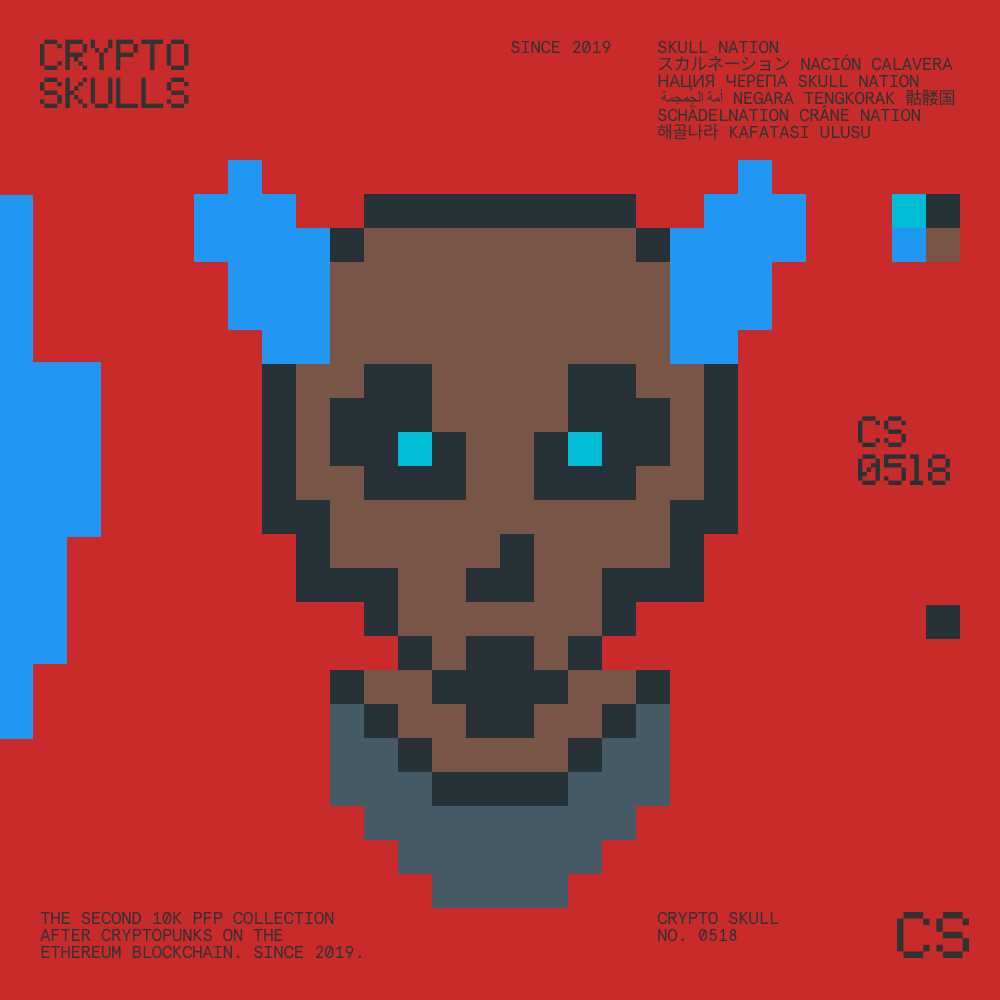 CRYPTO
SKULLS
SINCE 2019
SKULL NATION
スカルネーション NACIÓN CALAVERA
НАЦИЯ ЧЕРЕПА SKULL NATION
أمة الجمجمة NEGARA TENGKORAK 骷髅国
SCHÄDELNATION CRÂNE NATION
해골나라 KAFATASI ULUSU
CS
0518
THE SECOND 10K PFP COLLECTION
AFTER CRYPTOPUNKS ON THE
ETHEREUM BLOCKCHAIN. SINCE 2019.
CRYPTO SKULL
NO. 0518
CS